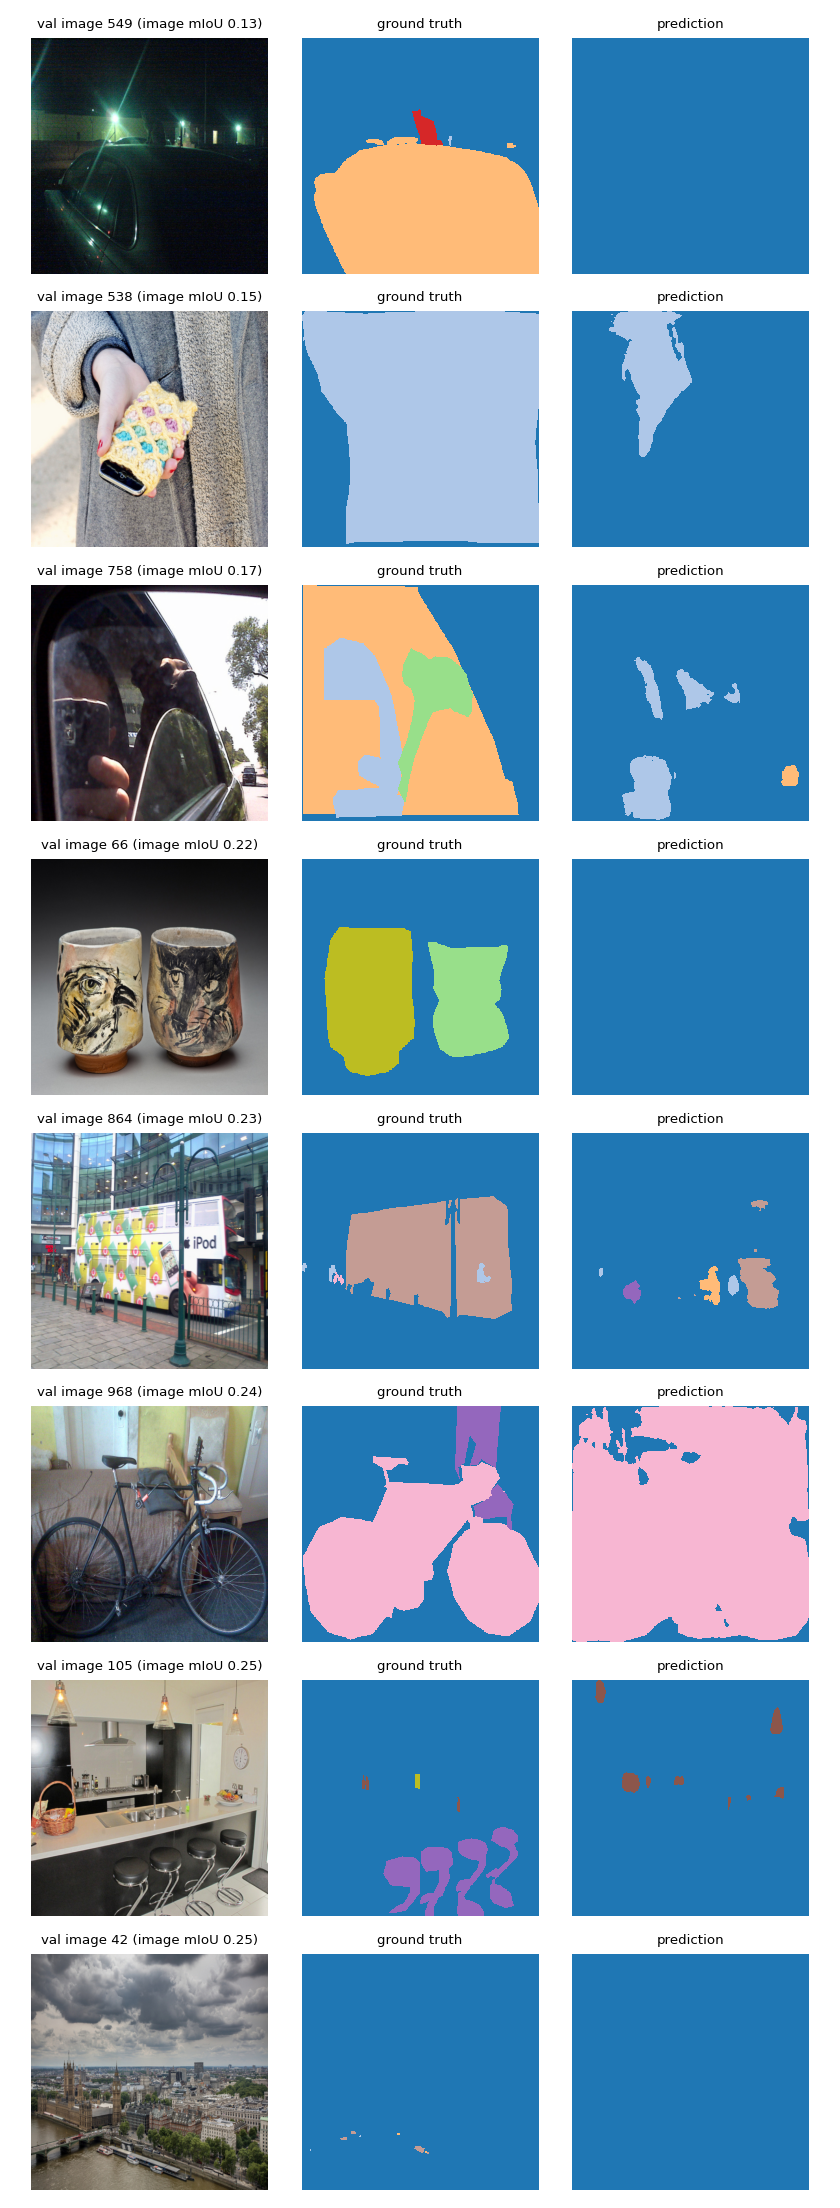 val image 549 (image mIoU 0.13)
ground truth
prediction
val image 538 (image mIoU 0.15)
ground truth
prediction
val image 758 (image mIoU 0.17)
ground truth
prediction
val image 66 (image mIoU 0.22)
ground truth
prediction
val image 864 (image mIoU 0.23)
ground truth
prediction
iPod
val image 968 (image mIoU 0.24)
ground truth
prediction
val image 105 (image mIoU 0.25)
ground truth
prediction
val image 42 (image mIoU 0.25)
ground truth
prediction